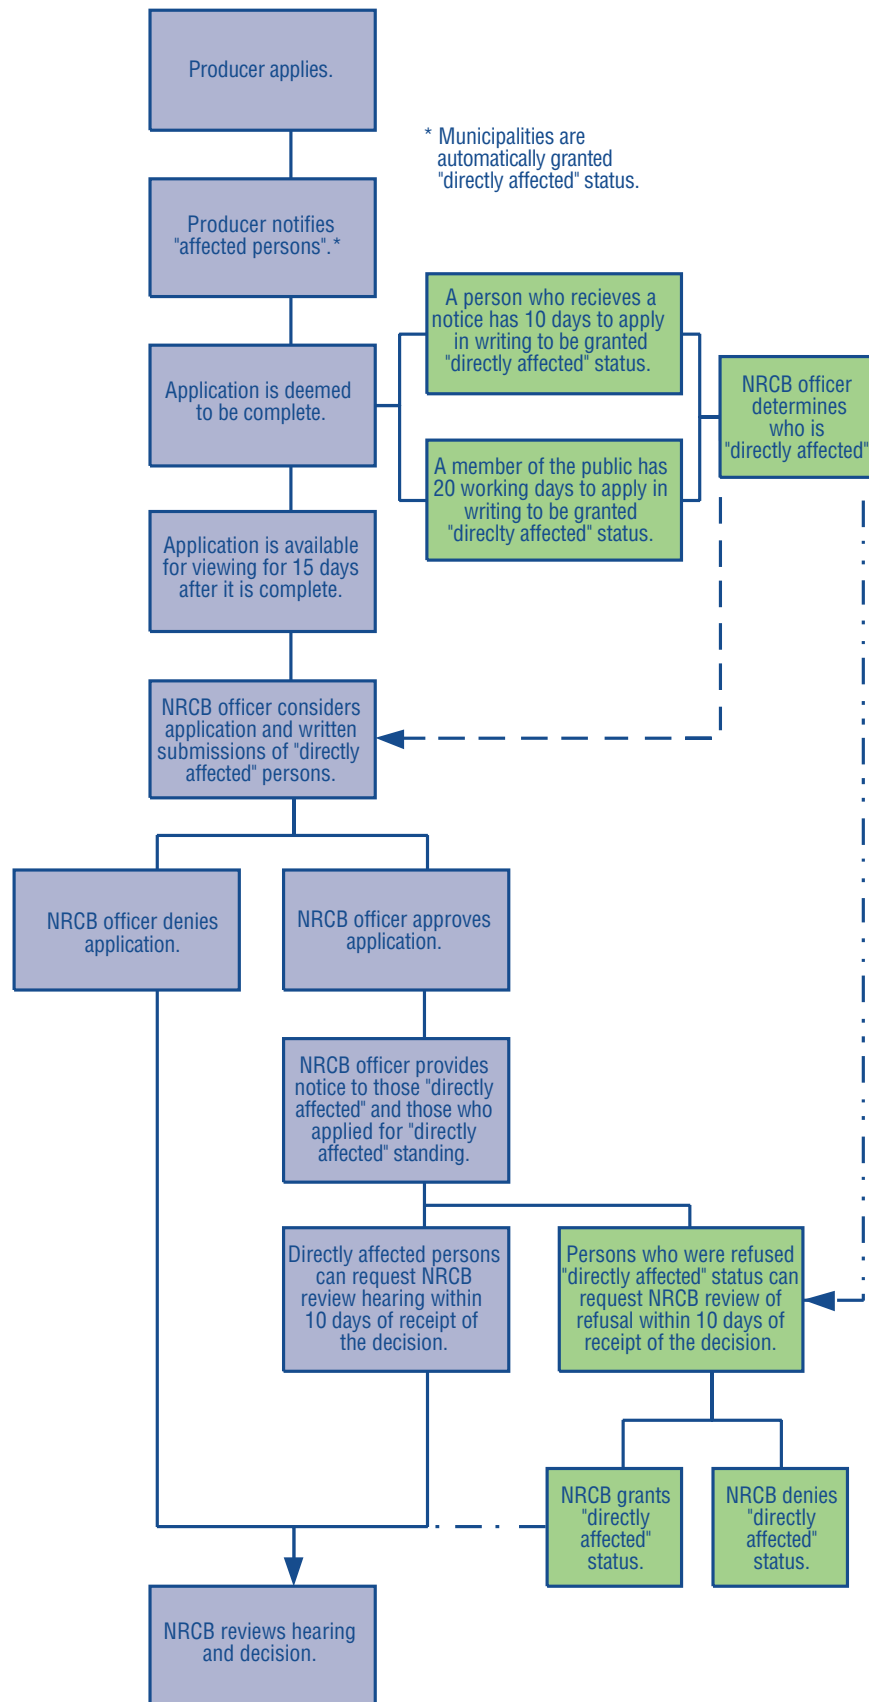 Producer applies.
* Municipalities are
automatically granted
"directly affected" status.
Producer notifies
"affected persons".*
A person who recieves a
notice has 10 days to apply
in writing to be granted
"directly affected" status.
Application is deemed
to be complete.
NRCB officer
determines
who is
"directly affected"
A member of the public has
20 working days to apply in
writing to be granted
"direclty affected" status.
Application is available
for viewing for 15 days
after it is complete.
NRCB officer considers
application and written
submissions of "directly
affected" persons.
NRCB officer denies
application.
NRCB officer approves
application.
NRCB officer provides
notice to those "directly
affected" and those who
applied for "directly
affected" standing.
Directly affected persons
can request NRCB
review hearing within
10 days of receipt of
the decision.
Persons who were refused
"directly affected" status can
request NRCB review of
refusal within 10 days of
receipt of the decision.
NRCB grants
"directly
affected"
status.
NRCB denies
"directly
affected"
status.
NRCB reviews hearing
and decision.